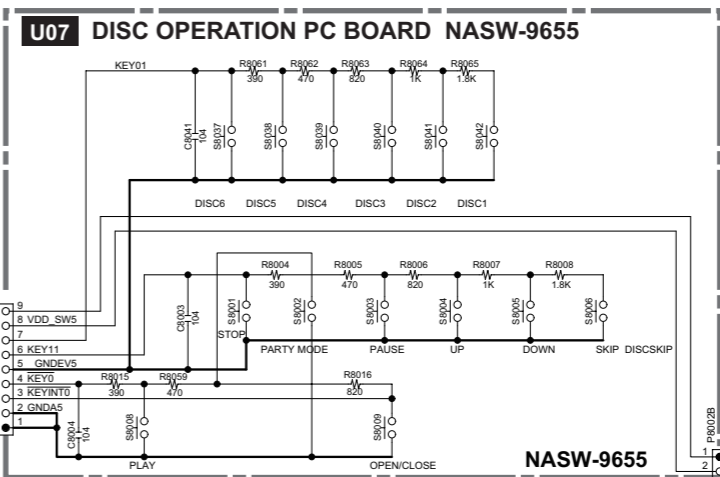 U07 DISC OPERATION PC BOARD NASW-9655
KEY01
R8061 R8062 R8063 R8064 R8065
390 470 820 1K 1.8K
C8041 104 S8037 S8038 S8039 S8040 S8041 S8042
DISC6 DISC5 DISC4 DISC3 DISC2 DISC1
R8004 R8005 R8006 R8007 R8008
390 470 820 1K 1.8K
C8003 104 S8001 S8002 S8003 S8004 S8005 S8006
STOP
PARTY MODE PAUSE UP DOWN SKIP DISCSKIP
9
8 VDD_SW5
7
6 KEY11
5 GNDEV5
4 KEY0
3 KEYINT0
2 GNDA5
1
R8015 R8059 R8016
390 470 820
C8004 104 S8008 S8009
PLAY OPEN/CLOSE
NASW-9655
P8002B
1
2